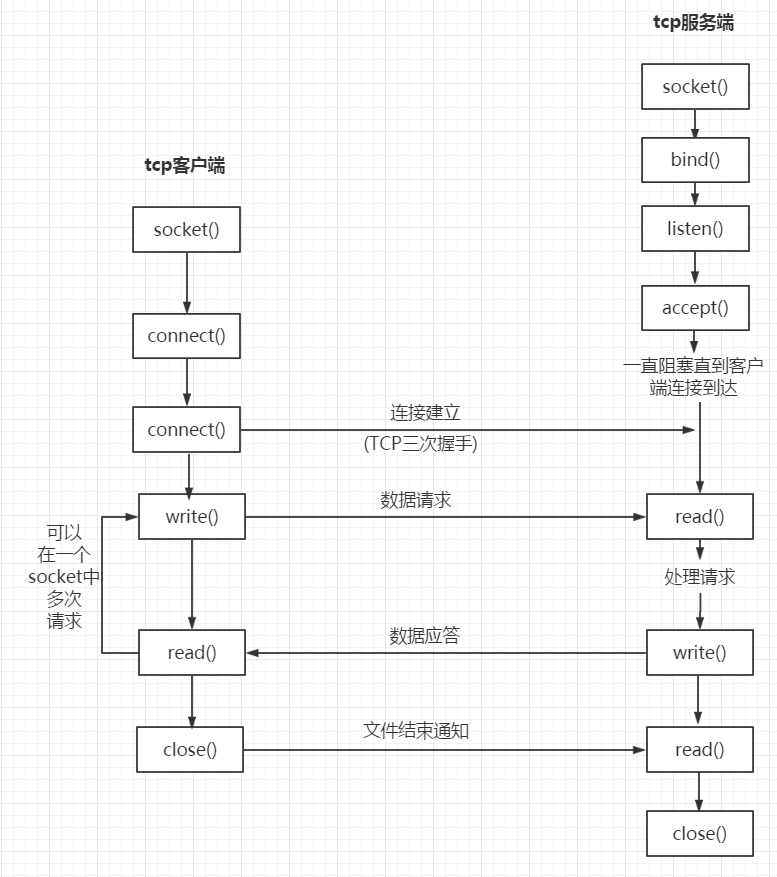 tcp服务端
socket()
bind()
listen()
accept()
一直阻塞直到客户
端连接到达
tcp客户端
socket()
connect()
connect()
连接建立
(TCP三次握手)
write()
数据请求
read()
可以
在一个
socket中
多次
请求
处理请求
read()
数据应答
write()
close()
文件结束通知
read()
close()